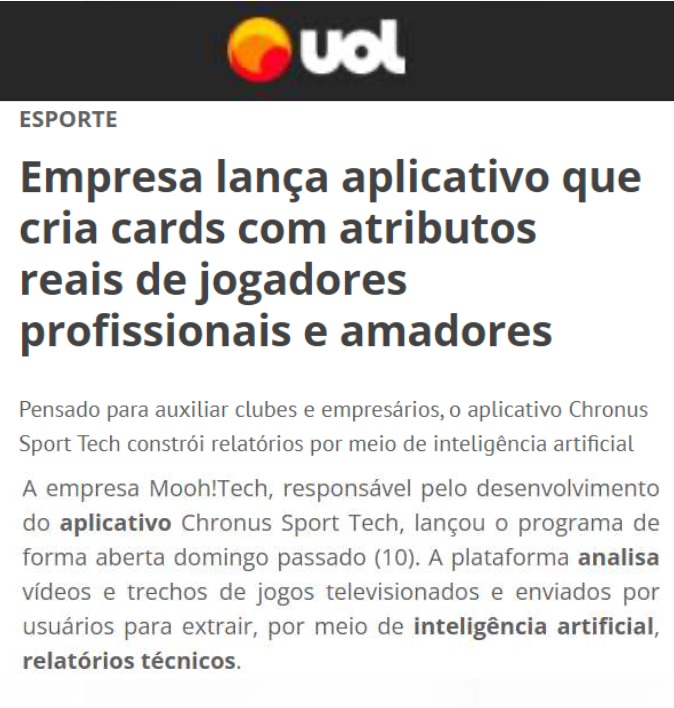 uol
ESPORTE
Empresa lança aplicativo que
cria cards com atributos
reais de jogadores
profissionais e amadores
Pensado para auxiliar clubes e empresários, o aplicativo Chronus
Sport Tech constrói relatórios por meio de inteligência artificial
A empresa Mooh!Tech, responsável pelo desenvolvimento
do aplicativo Chronus Sport Tech, lançou o programa de
forma aberta domingo passado (10). A plataforma analisa
vídeos e trechos de jogos televisionados e enviados por
usuários para extrair, por meio de inteligência artificial,
relatórios técnicos.